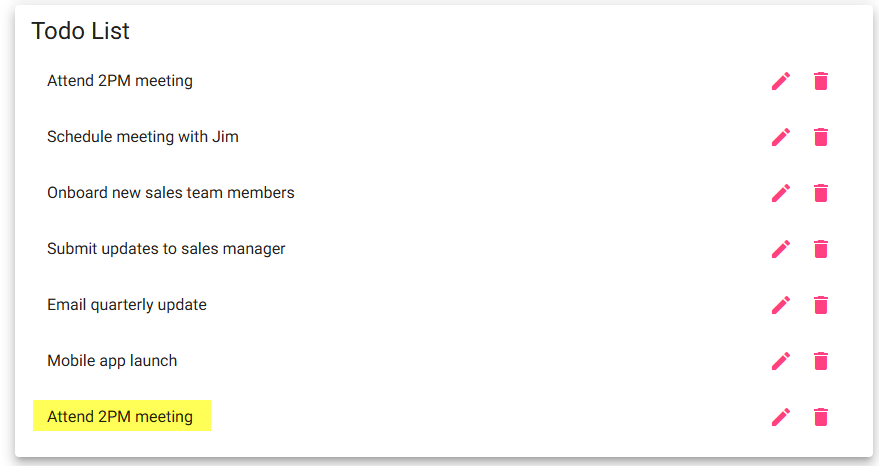 Todo List
Attend 2PM meeting
Schedule meeting with Jim
Onboard new sales team members
Submit updates to sales manager
Email quarterly update
Mobile app launch
Attend 2PM meeting